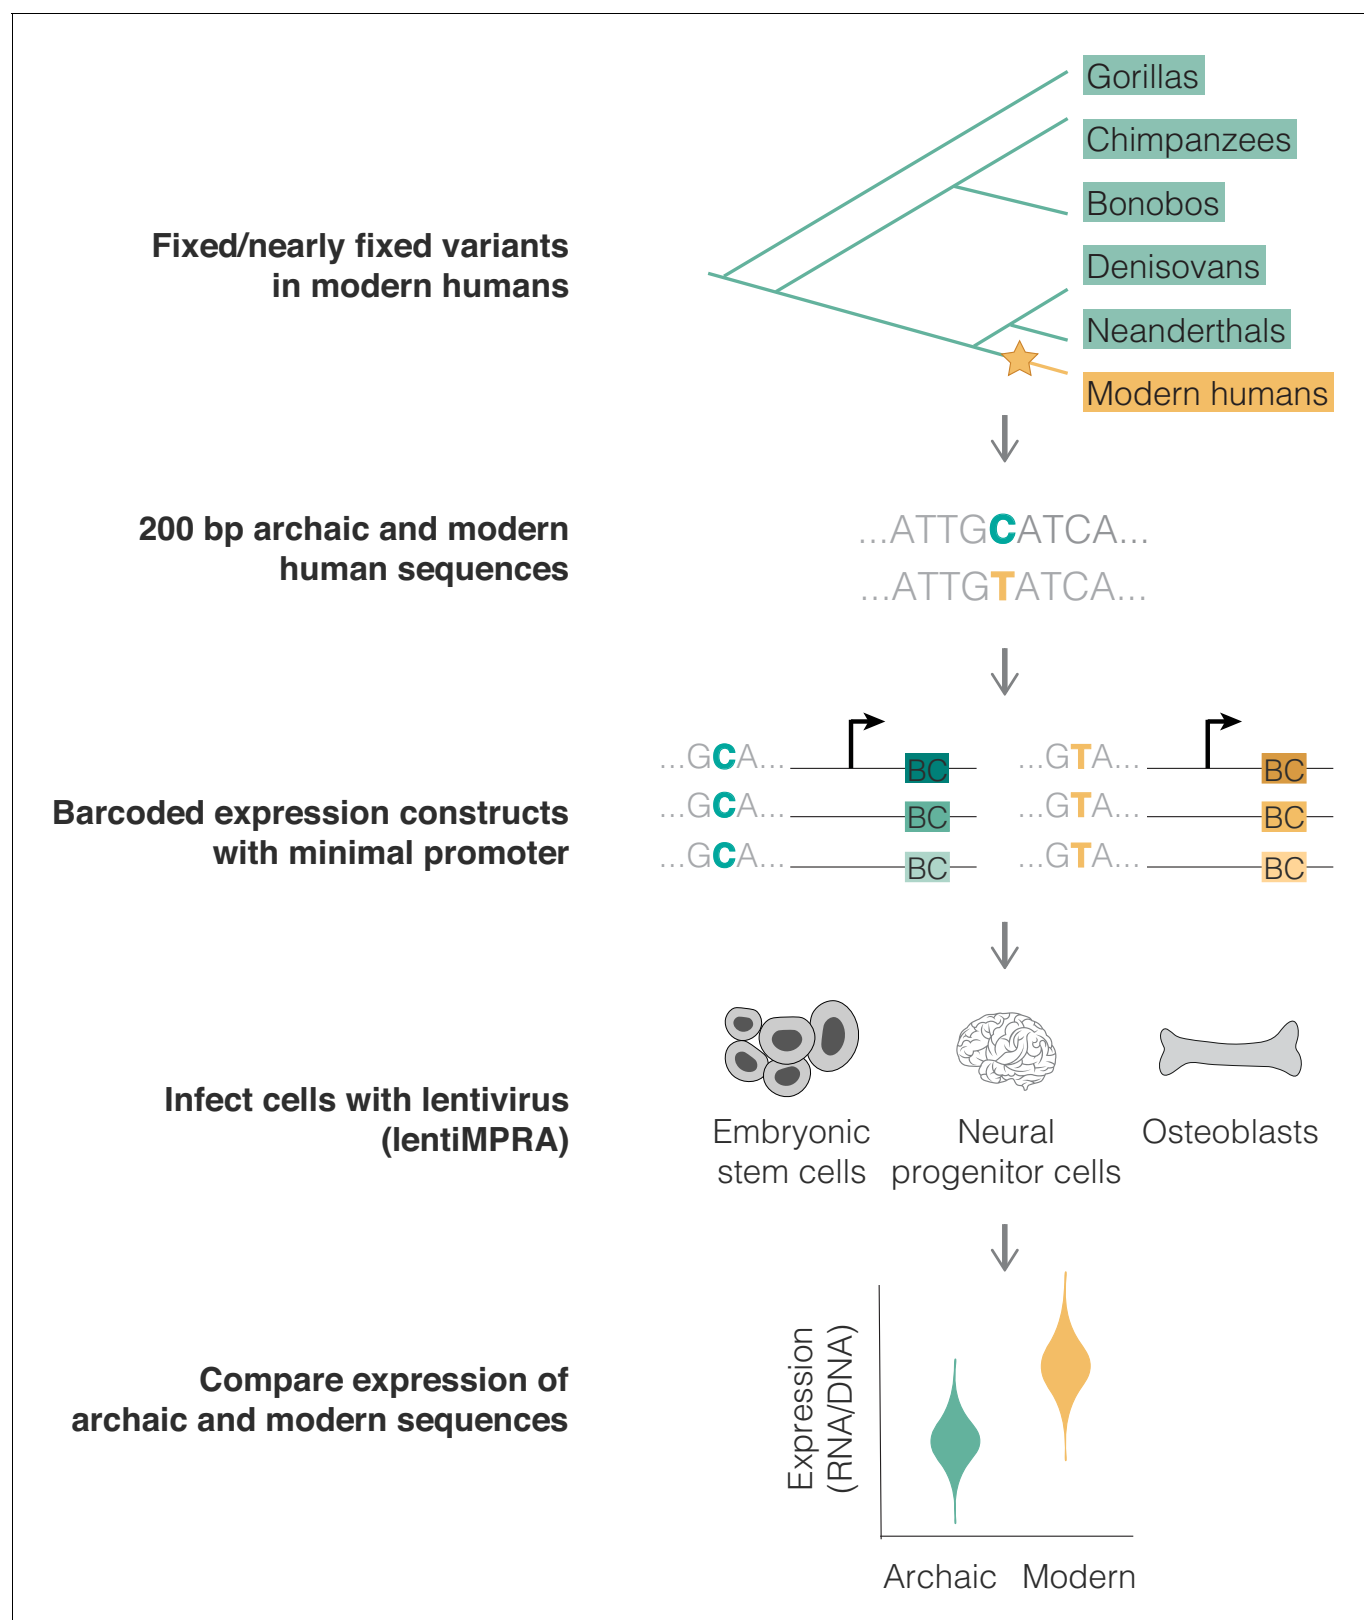 Gorillas
Chimpanzees
Bonobos
Denisovans
Neanderthals
Modern humans
Fixed/nearly fixed variants
in modern humans
200 bp archaic and modern
human sequences
...ATTGCATCA...
...ATTGTATCA...
Barcoded expression constructs
with minimal promoter
...GCA... BC ...GTA... BC
...GCA... BC ...GTA... BC
...GCA... BC ...GTA... BC
Infect cells with lentivirus
(lentiMPRA)
Embryonic
stem cells
Neural
progenitor cells
Osteoblasts
Compare expression of
archaic and modern sequences
Expression
(RNA/DNA)
Archaic Modern